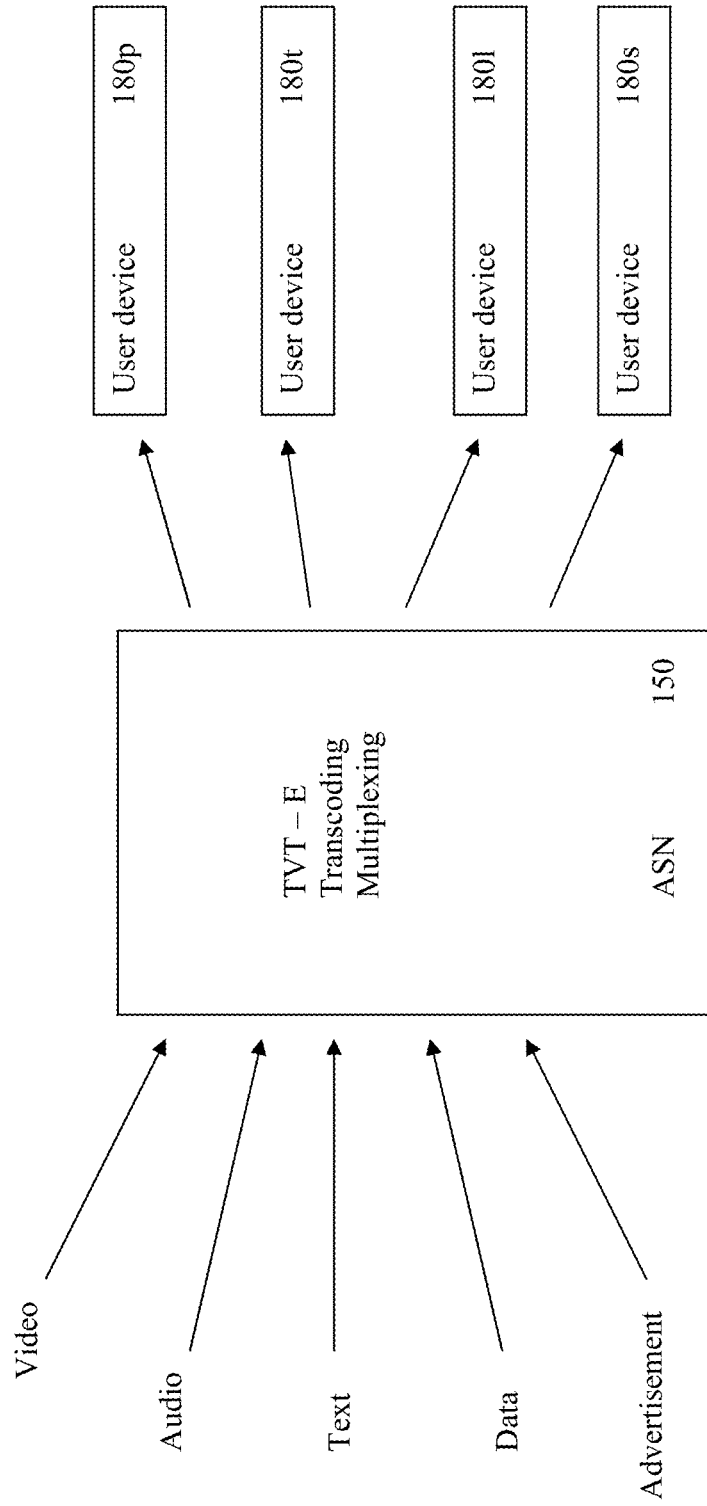 Video
Audio
Text
Data
Advertisement
TVT – E
Transcoding
Multiplexing
ASN 150
User device 180p
User device 180t
User device 180l
User device 180s